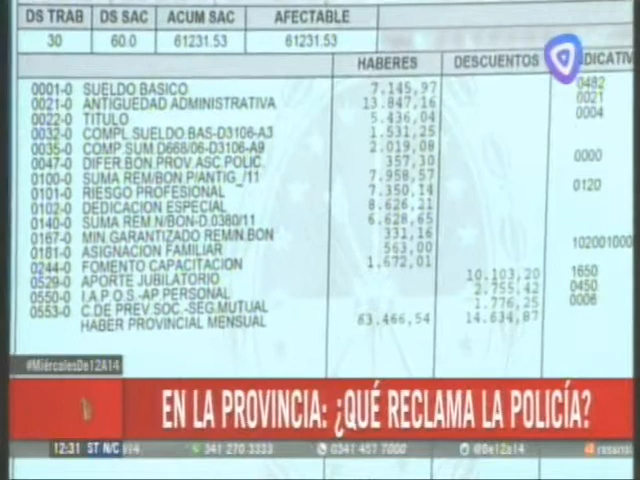 DS TRAB DS SAC ACUM SAC AFECTABLE
30 60.0 61231.53 61231.53
HABERES DESCUENTOS
0001-0 SUELDO BASICO 7.145,97 0482
0021-0 ANTIGUEDAD ADMINISTRATIVA 13.847,16 0021
0022-0 TITULO 5.436,04 0004
0032-0 COMPL.SUELDO BAS-D3106-A3 1.531,25
0035-0 COMP.SUM.D668/06-D3106-A9 2.019,08
0047-0 DIFER.BON.PROV.ASC.POLIC. 357,30 0000
0100-0 SUMA REM/BON P/ANTIG_/11 7.958,57
0101-0 RIESGO PROFESIONAL 7.350,14 0120
0102-0 DEDICACION ESPECIAL 8.626,21
0140-0 SUMA REM.N/BON-D.0380/11 6.628,65
0167-0 MIN.GARANTIZADO REM/N.BON 331,16
0181-0 ASIGNACION FAMILIAR 563,00 102001000
0244-0 FOMENTO CAPACITACION 1.672,01
0529-0 APORTE JUBILATORIO 10.103,20 1650
0550-0 I.A.P.O.S.-AP.PERSONAL 2.755,42 0450
0553-0 C.DE PREV.SOC.-SEG.MUTUAL 1.776,25 0006
HABER PROVINCIAL MENSUAL 63.466,54 14.634,87
#MiércolesDe12A14
EN LA PROVINCIA: ¿QUÉ RECLAMA LA POLICÍA?
12:31 ST N/C 341 270 3333 0341 457 7000 @De12a14